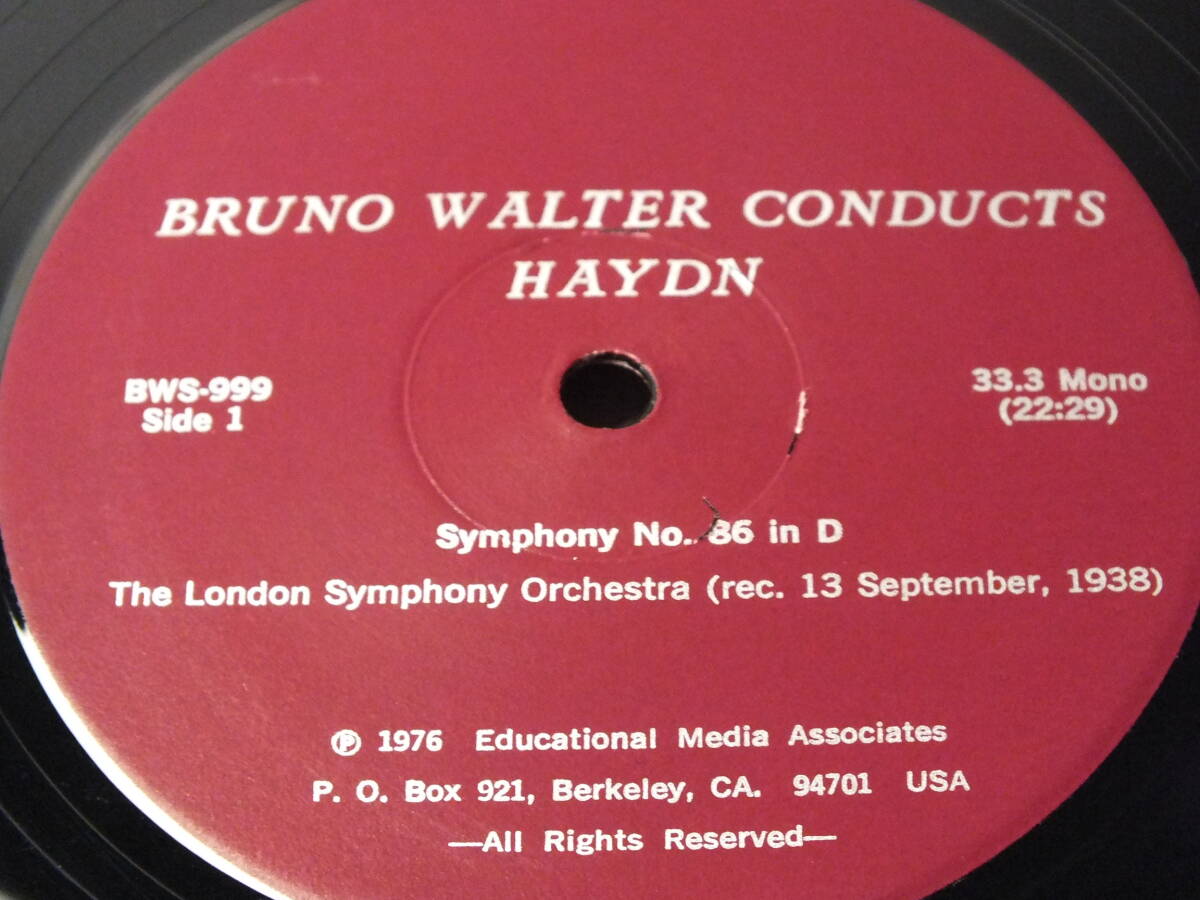 BRUNO WALTER CONDUCTS
HAYDN
BWS-999
Side 1
33.3 Mono
(22:29)
Symphony No. 86 in D
The London Symphony Orchestra (rec. 13 September, 1938)
℗ 1976 Educational Media Associates
P. O. Box 921, Berkeley, CA. 94701 USA
—All Rights Reserved—